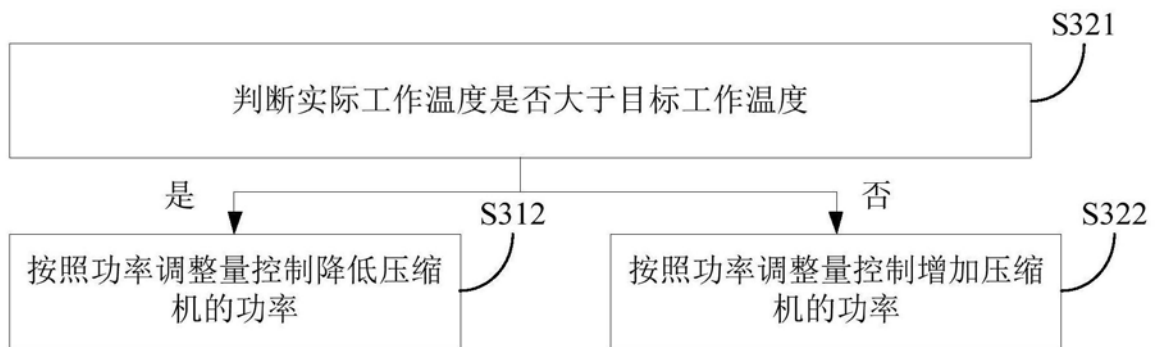 S321
判断实际工作温度是否大于目标工作温度
是
否
S312
S322
按照功率调整量控制降低压缩
机的功率
按照功率调整量控制增加压缩
机的功率